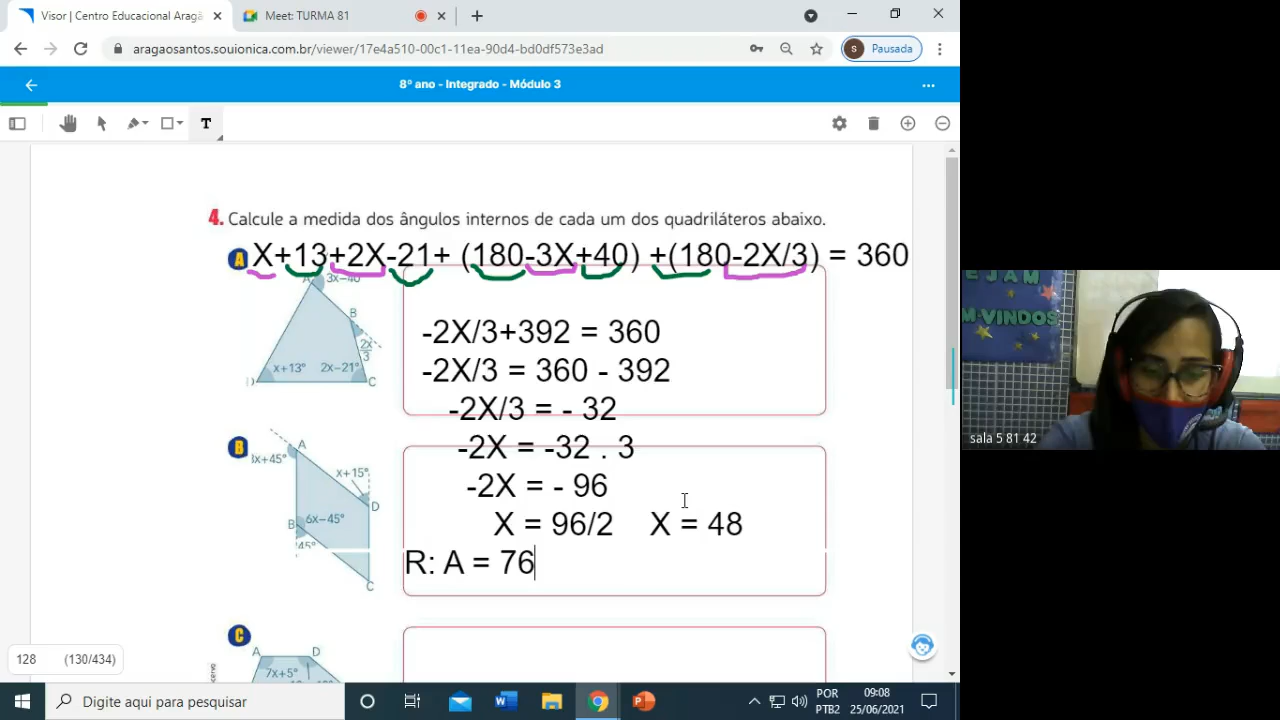 Visor | Centro Educacional Aragã
Meet: TURMA 81
aragaosantos.souionica.com.br/viewer/17e4a510-00c1-11ea-90d4-bd0df573e3ad
s Pausada
8º ano - Integrado - Módulo 3
T
4. Calcule a medida dos ângulos internos de cada um dos quadriláteros abaixo.
A X+13+2X-21+ (180-3X+40) +(180-2X/3) = 360
A 3x-40°
B
2x/3
x+13° 2x-21°
D C
-2X/3+392 = 360
-2X/3 = 360 - 392
-2X/3 = - 32
-2X = -32 . 3
-2X = - 96
X = 96/2 X = 48
R: A = 76
B
A
3x+45°
x+15°
D
B 6x-45°
45°
C
C
A D
7x+5°
128 (130/434)
EJAM
M-VINDOS
sala 5 81 42
Digite aqui para pesquisar
POR
PTB2
09:08
25/06/2021